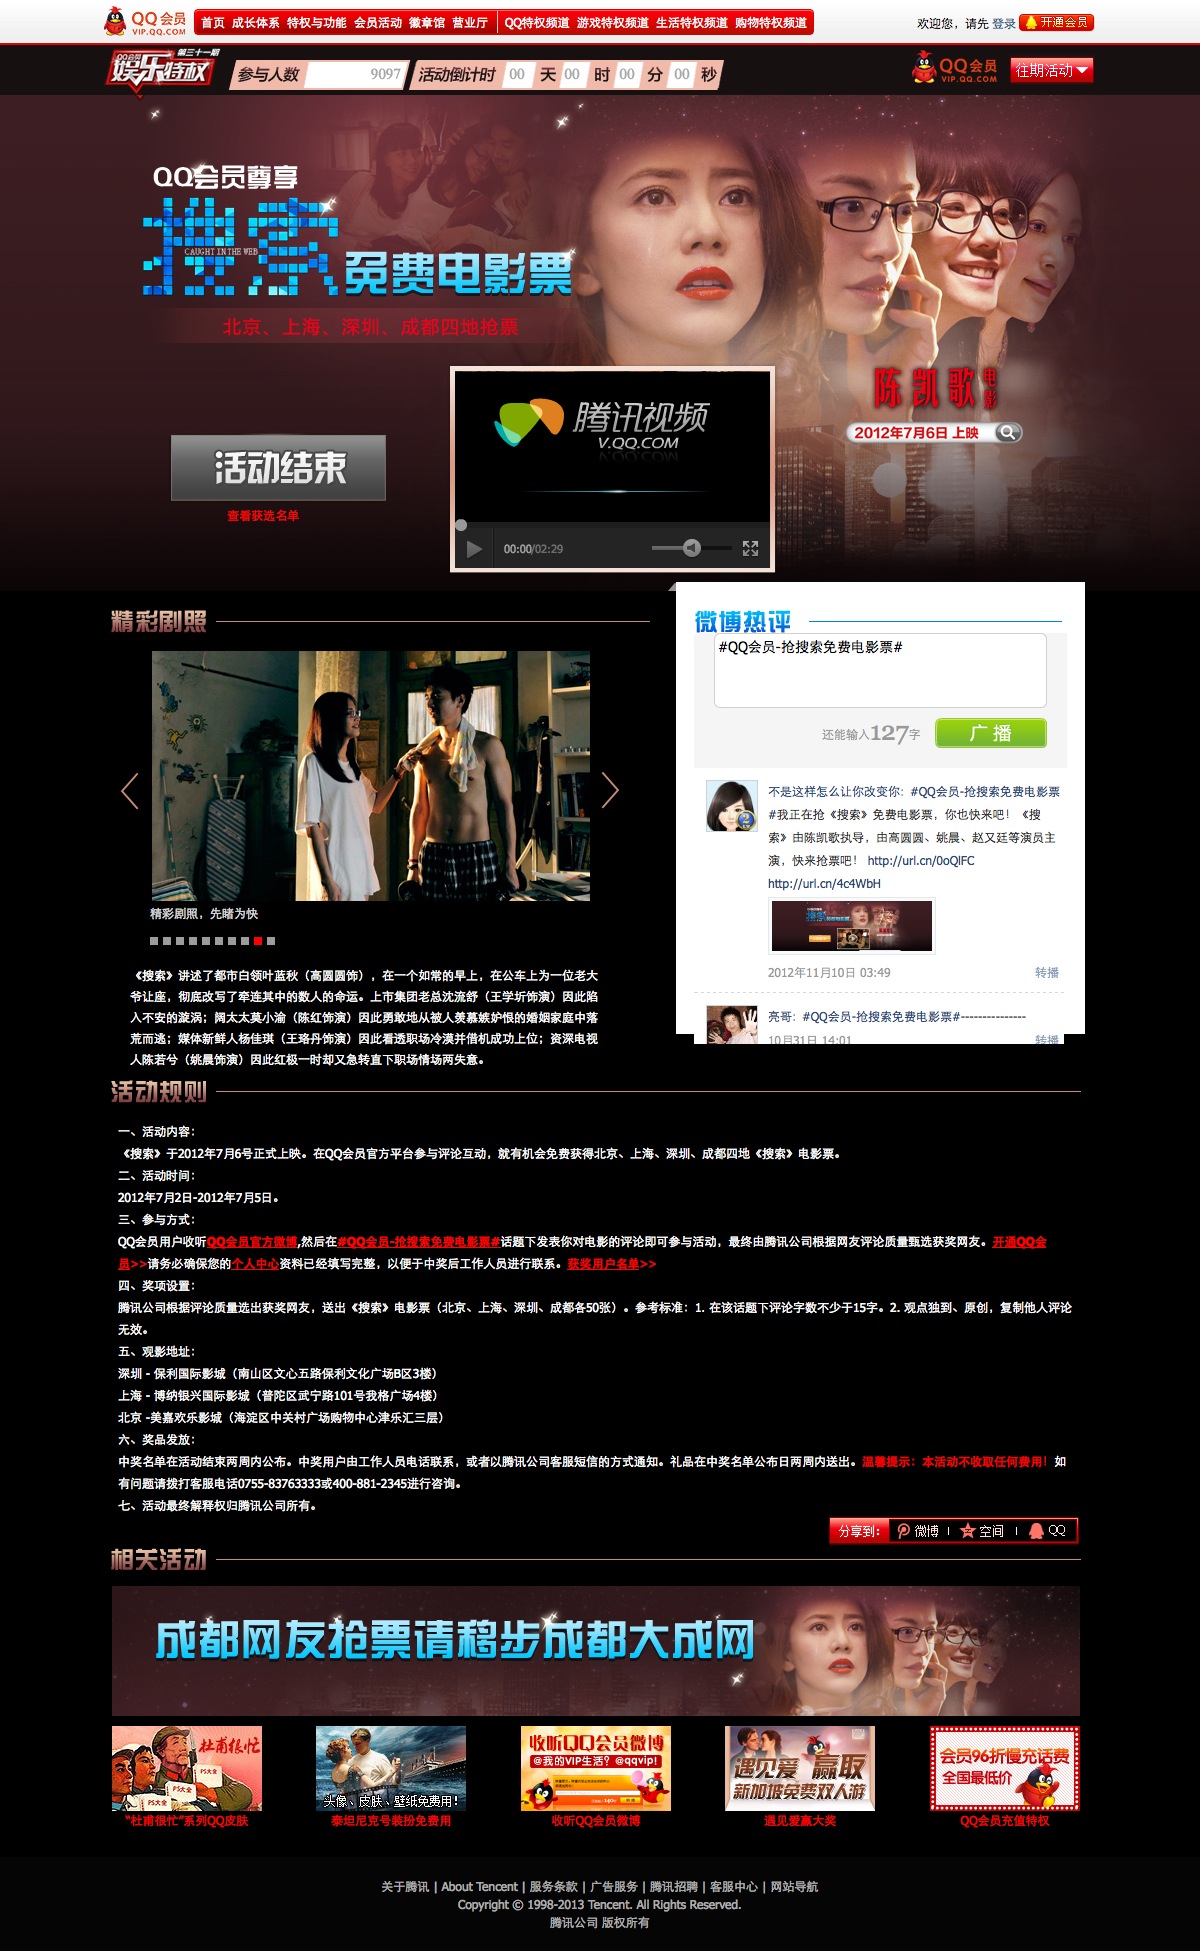 QQ会员
VIP.QQ.COM
首页 成长体系 特权与功能 会员活动 徽章馆 营业厅 QQ特权频道 游戏特权频道 生活特权频道 购物特权频道
欢迎您，请先 登录 开通会员
第三十一期
QQ会员
娱乐特权
参与人数 9097 活动倒计时 00 天 00 时 00 分 00 秒
QQ会员
VIP.QQ.COM
往期活动
QQ会员尊享
搜索
CAUGHT IN THE WEB
免费电影票
北京、上海、深圳、成都四地抢票
陈凯歌 电影
2012年7月6日 上映
腾讯视频
V.QQ.COM
00:00/02:29
活动结束
查看获选名单
精彩剧照
精彩剧照，先睹为快
《搜索》讲述了都市白领叶蓝秋（高圆圆饰），在一个如常的早上，在公车上为一位老大
爷让座，彻底改写了牵连其中的数人的命运。上市集团老总沈流舒（王学圻饰演）因此陷
入不安的漩涡；阔太太莫小渝（陈红饰演）因此勇敢地从被人羡慕嫉妒恨的婚姻家庭中落
荒而逃；媒体新鲜人杨佳琪（王珞丹饰演）因此看透职场冷漠并借机成功上位；资深电视
人陈若兮（姚晨饰演）因此红极一时却又急转直下职场情场两失意。
微博热评
#QQ会员-抢搜索免费电影票#
还能输入127字
广 播
不是这样怎么让你改变你：#QQ会员-抢搜索免费电影票
#我正在抢《搜索》免费电影票，你也快来吧！《搜
索》由陈凯歌执导，由高圆圆、姚晨、赵又廷等演员主
演，快来抢票吧！ http://url.cn/0oQlFC
http://url.cn/4c4WbH
2012年11月10日 03:49 转播
亮哥：#QQ会员-抢搜索免费电影票#---------------
10月31日 14:01 转播
活动规则
一、活动内容：
《搜索》于2012年7月6号正式上映。在QQ会员官方平台参与评论互动，就有机会免费获得北京、上海、深圳、成都四地《搜索》电影票。
二、活动时间：
2012年7月2日-2012年7月5日。
三、参与方式：
QQ会员用户收听QQ会员官方微博,然后在#QQ会员-抢搜索免费电影票#话题下发表你对电影的评论即可参与活动，最终由腾讯公司根据网友评论质量甄选获奖网友。开通QQ会
员>>请务必确保您的个人中心资料已经填写完整，以便于中奖后工作人员进行联系。获奖用户名单>>
四、奖项设置：
腾讯公司根据评论质量选出获奖网友，送出《搜索》电影票（北京、上海、深圳、成都各50张）。参考标准：1. 在该话题下评论字数不少于15字。2. 观点独到、原创，复制他人评论
无效。
五、观影地址：
深圳 - 保利国际影城（南山区文心五路保利文化广场B区3楼）
上海 - 博纳银兴国际影城（普陀区武宁路101号我格广场4楼）
北京 -美嘉欢乐影城（海淀区中关村广场购物中心津乐汇三层）
六、奖品发放：
中奖名单在活动结束两周内公布。中奖用户由工作人员电话联系，或者以腾讯公司客服短信的方式通知。礼品在中奖名单公布日两周内送出。温馨提示：本活动不收取任何费用！如
有问题请拨打客服电话0755-83763333或400-881-2345进行咨询。
七、活动最终解释权归腾讯公司所有。
分享到： 微博 空间 QQ
相关活动
成都网友抢票请移步成都大成网
杜甫很忙
PS大全
PS大全
PS大全
头像、皮肤、壁纸免费用！
收听QQ会员微博
@我的VIP生活？@qqvip!
遇见爱 赢取
新加坡免费双人游
会员96折慢充话费
全国最低价
“杜甫很忙”系列QQ皮肤
泰坦尼克号装扮免费用
收听QQ会员微博
遇见爱赢大奖
QQ会员充值特权
关于腾讯 | About Tencent | 服务条款 | 广告服务 | 腾讯招聘 | 客服中心 | 网站导航
Copyright © 1998-2013 Tencent. All Rights Reserved.
腾讯公司 版权所有